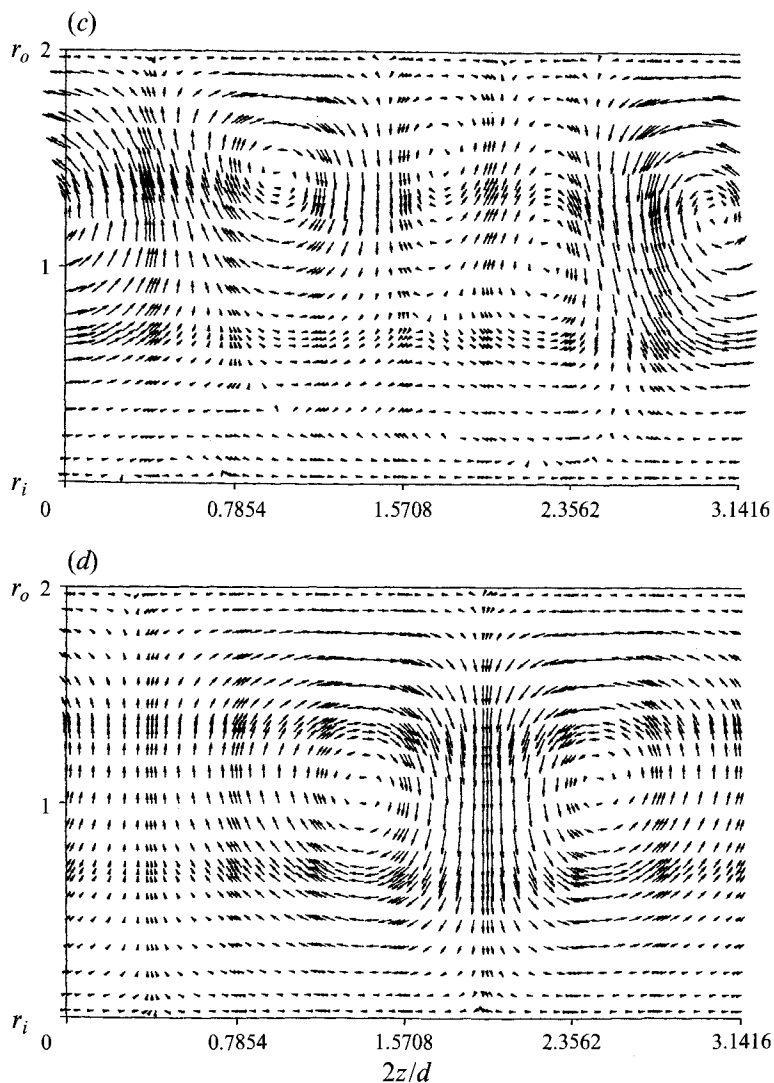 (c)
r_o 2
1
r_i
0 0.7854 1.5708 2.3562 3.1416
(d)
r_o 2
1
r_i
0 0.7854 1.5708 2.3562 3.1416
2z/d